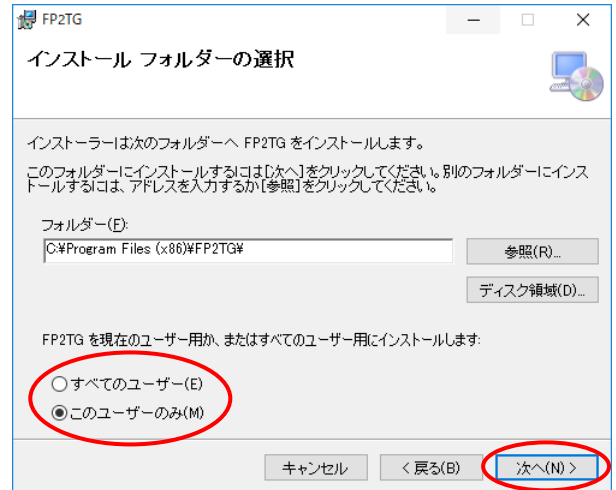 FP2TG
インストール フォルダーの選択
インストーラーは次のフォルダーへ FP2TG をインストールします。
このフォルダーにインストールするには[次へ]をクリックしてください。別のフォルダーにインス
トールするには、アドレスを入力するか[参照]をクリックしてください。
フォルダー(F):
C:¥Program Files (x86)¥FP2TG¥
参照(R)...
ディスク領域(D)...
FP2TG を現在のユーザー用か、またはすべてのユーザー用にインストールします:
すべてのユーザー(E)
このユーザーのみ(M)
キャンセル
< 戻る(B)
次へ(N) >